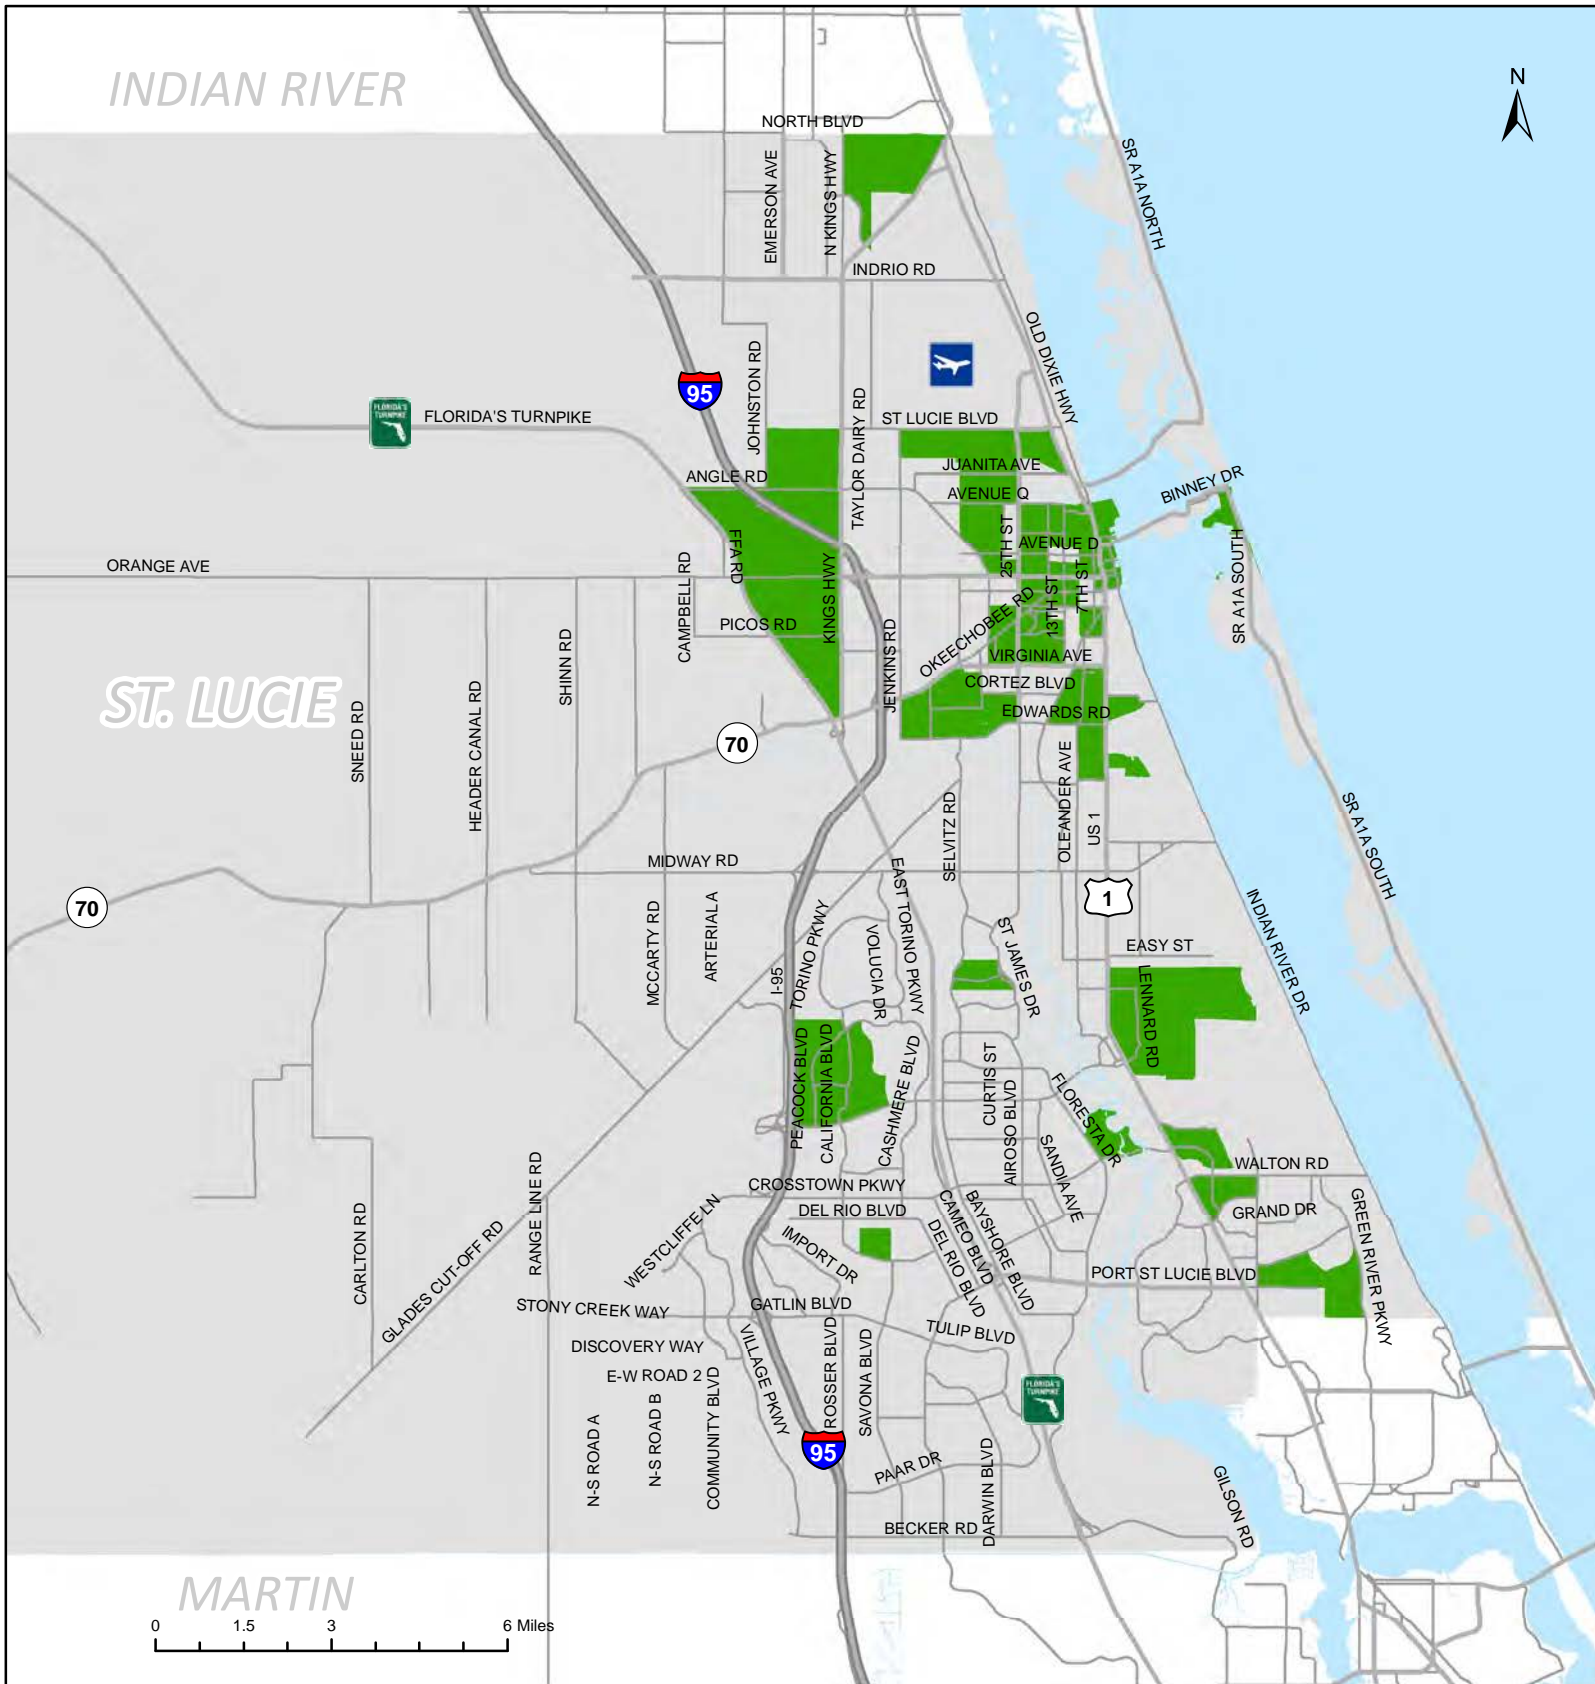 INDIAN RIVER
N
NORTH BLVD
SR A1A NORTH
EMERSON AVE
N KINGS HWY
INDRIO RD
OLD DIXIE HWY
JOHNSTON RD
95
TAYLOR DAIRY RD
FLORIDA'S TURNPIKE
FLORIDA'S TURNPIKE
ST LUCIE BLVD
JUANITA AVE
ANGLE RD
BINNEY DR
AVENUE Q
FFA RD
25TH ST
AVENUE D
SR A1A SOUTH
ORANGE AVE
CAMPBELL RD
KINGS HWY
13TH ST
7TH ST
PICOS RD
OKEECHOBEE RD
JENKINS RD
VIRGINIA AVE
SHINN RD
CORTEZ BLVD
ST. LUCIE
HEADER CANAL RD
SNEED RD
EDWARDS RD
70
OLEANDER AVE
US 1
SELVITZ RD
SR A1A SOUTH
MIDWAY RD
EAST TORINO PKWY
70
1
MCCARTY RD
ARTERIAL A
TORINO PKWY
VOLUCIA DR
ST JAMES DR
EASY ST
INDIAN RIVER DR
I-95
LENNARD RD
PEACOCK BLVD
CALIFORNIA BLVD
CASHMERE BLVD
CURTIS ST
AIROSO BLVD
FLORESTA DR
SANDIA AVE
WALTON RD
RANGE LINE RD
CROSSTOWN PKWY
CARLTON RD
GLADES CUT-OFF RD
WESTCLIFFE LN
DEL RIO BLVD
IMPORT DR
CAMEO BLVD
BAYSHORE BLVD
DEL RIO BLVD
GRAND DR
GREEN RIVER PKWY
PORT ST LUCIE BLVD
STONY CREEK WAY
GATLIN BLVD
TULIP BLVD
DISCOVERY WAY
VILLAGE PKWY
ROSSER BLVD
SAVONA BLVD
E-W ROAD 2
FLORIDA'S TURNPIKE
N-S ROAD A
N-S ROAD B
COMMUNITY BLVD
95
PAAR DR
DARWIN BLVD
GILSON RD
BECKER RD
MARTIN
0 1.5 3 6 Miles